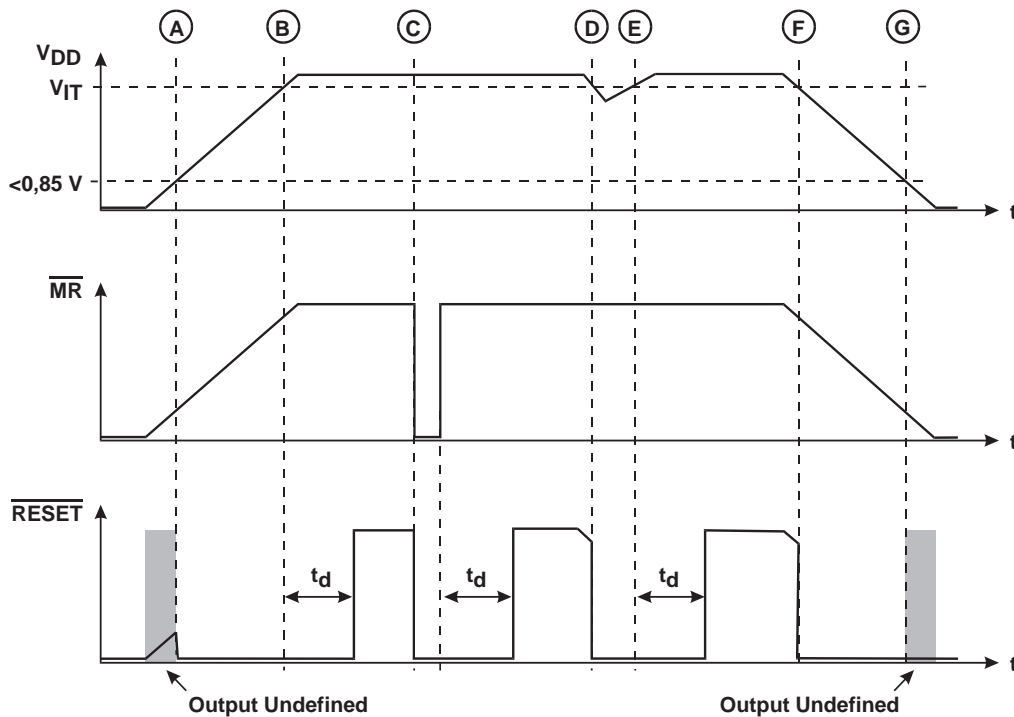 A B C D E F G
VDD
VIT
<0,85 V
t
MR
t
RESET
td td td
t
Output Undefined Output Undefined